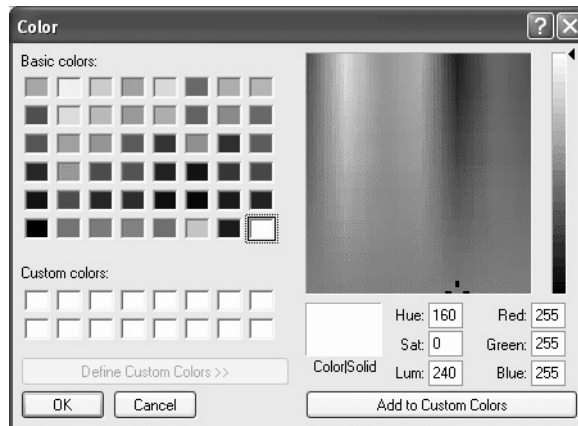 Color
Basic colors:
Custom colors:
Define Custom Colors >>
OK Cancel
Color|Solid
Hue: 160 Red: 255
Sat: 0 Green: 255
Lum: 240 Blue: 255
Add to Custom Colors